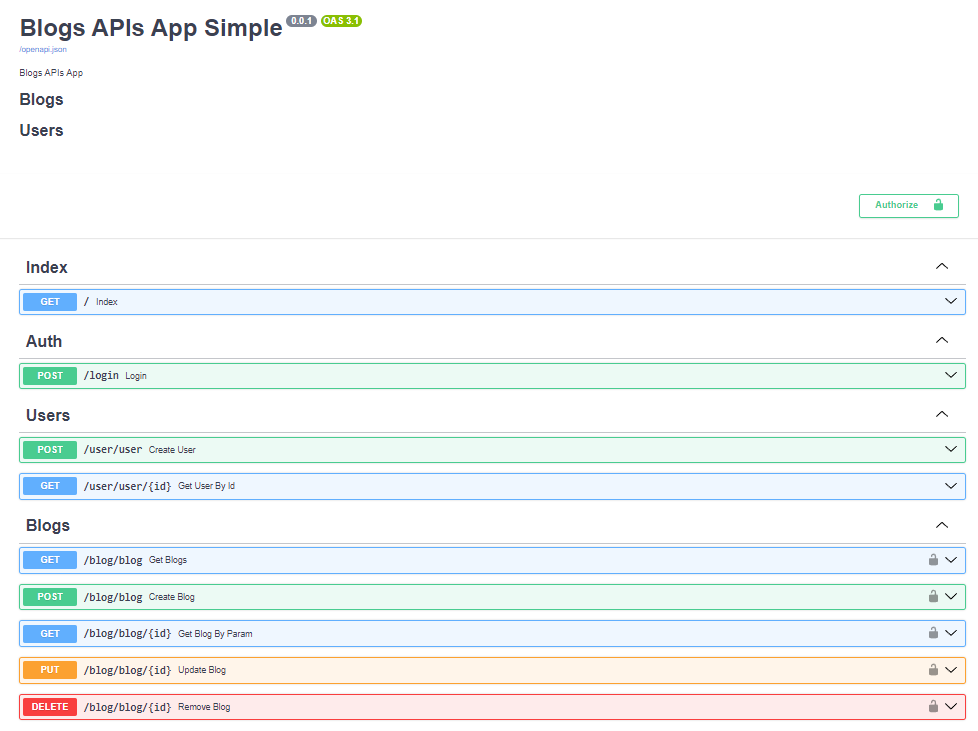 Blogs APIs App Simple 0.0.1 OAS 3.1
/openapi.json
Blogs APIs App
Blogs
Users
Authorize
Index
GET / Index
Auth
POST /login Login
Users
POST /user/user Create User
GET /user/user/{id} Get User By Id
Blogs
GET /blog/blog Get Blogs
POST /blog/blog Create Blog
GET /blog/blog/{id} Get Blog By Param
PUT /blog/blog/{id} Update Blog
DELETE /blog/blog/{id} Remove Blog